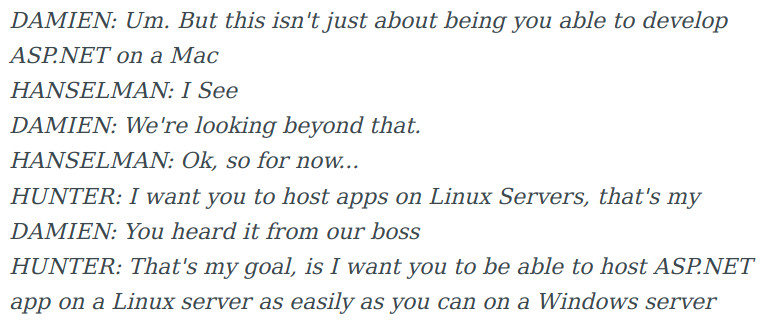 DAMIEN: Um. But this isn't just about being you able to develop
ASP.NET on a Mac
HANSELMAN: I See
DAMIEN: We're looking beyond that.
HANSELMAN: Ok, so for now...
HUNTER: I want you to host apps on Linux Servers, that's my
DAMIEN: You heard it from our boss
HUNTER: That's my goal, is I want you to be able to host ASP.NET
app on a Linux server as easily as you can on a Windows server